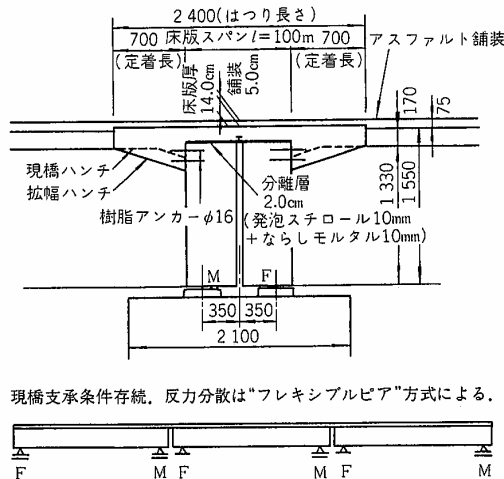 2 400(はつり長さ)
700 床版スパンl=100m 700
(定着長) (定着長)
アスファルト舗装
床版厚
14.0cm
舗装
5.0cm
170
75
現橋ハンチ
拡幅ハンチ
分離層
2.0cm
樹脂アンカーφ16
(発泡スチロール10mm
+ならしモルタル10mm)
1 330
1 550
M F
350 350
2 100
現橋支承条件存続.反力分散は“フレキシブルピア”方式による.
F M F M F M